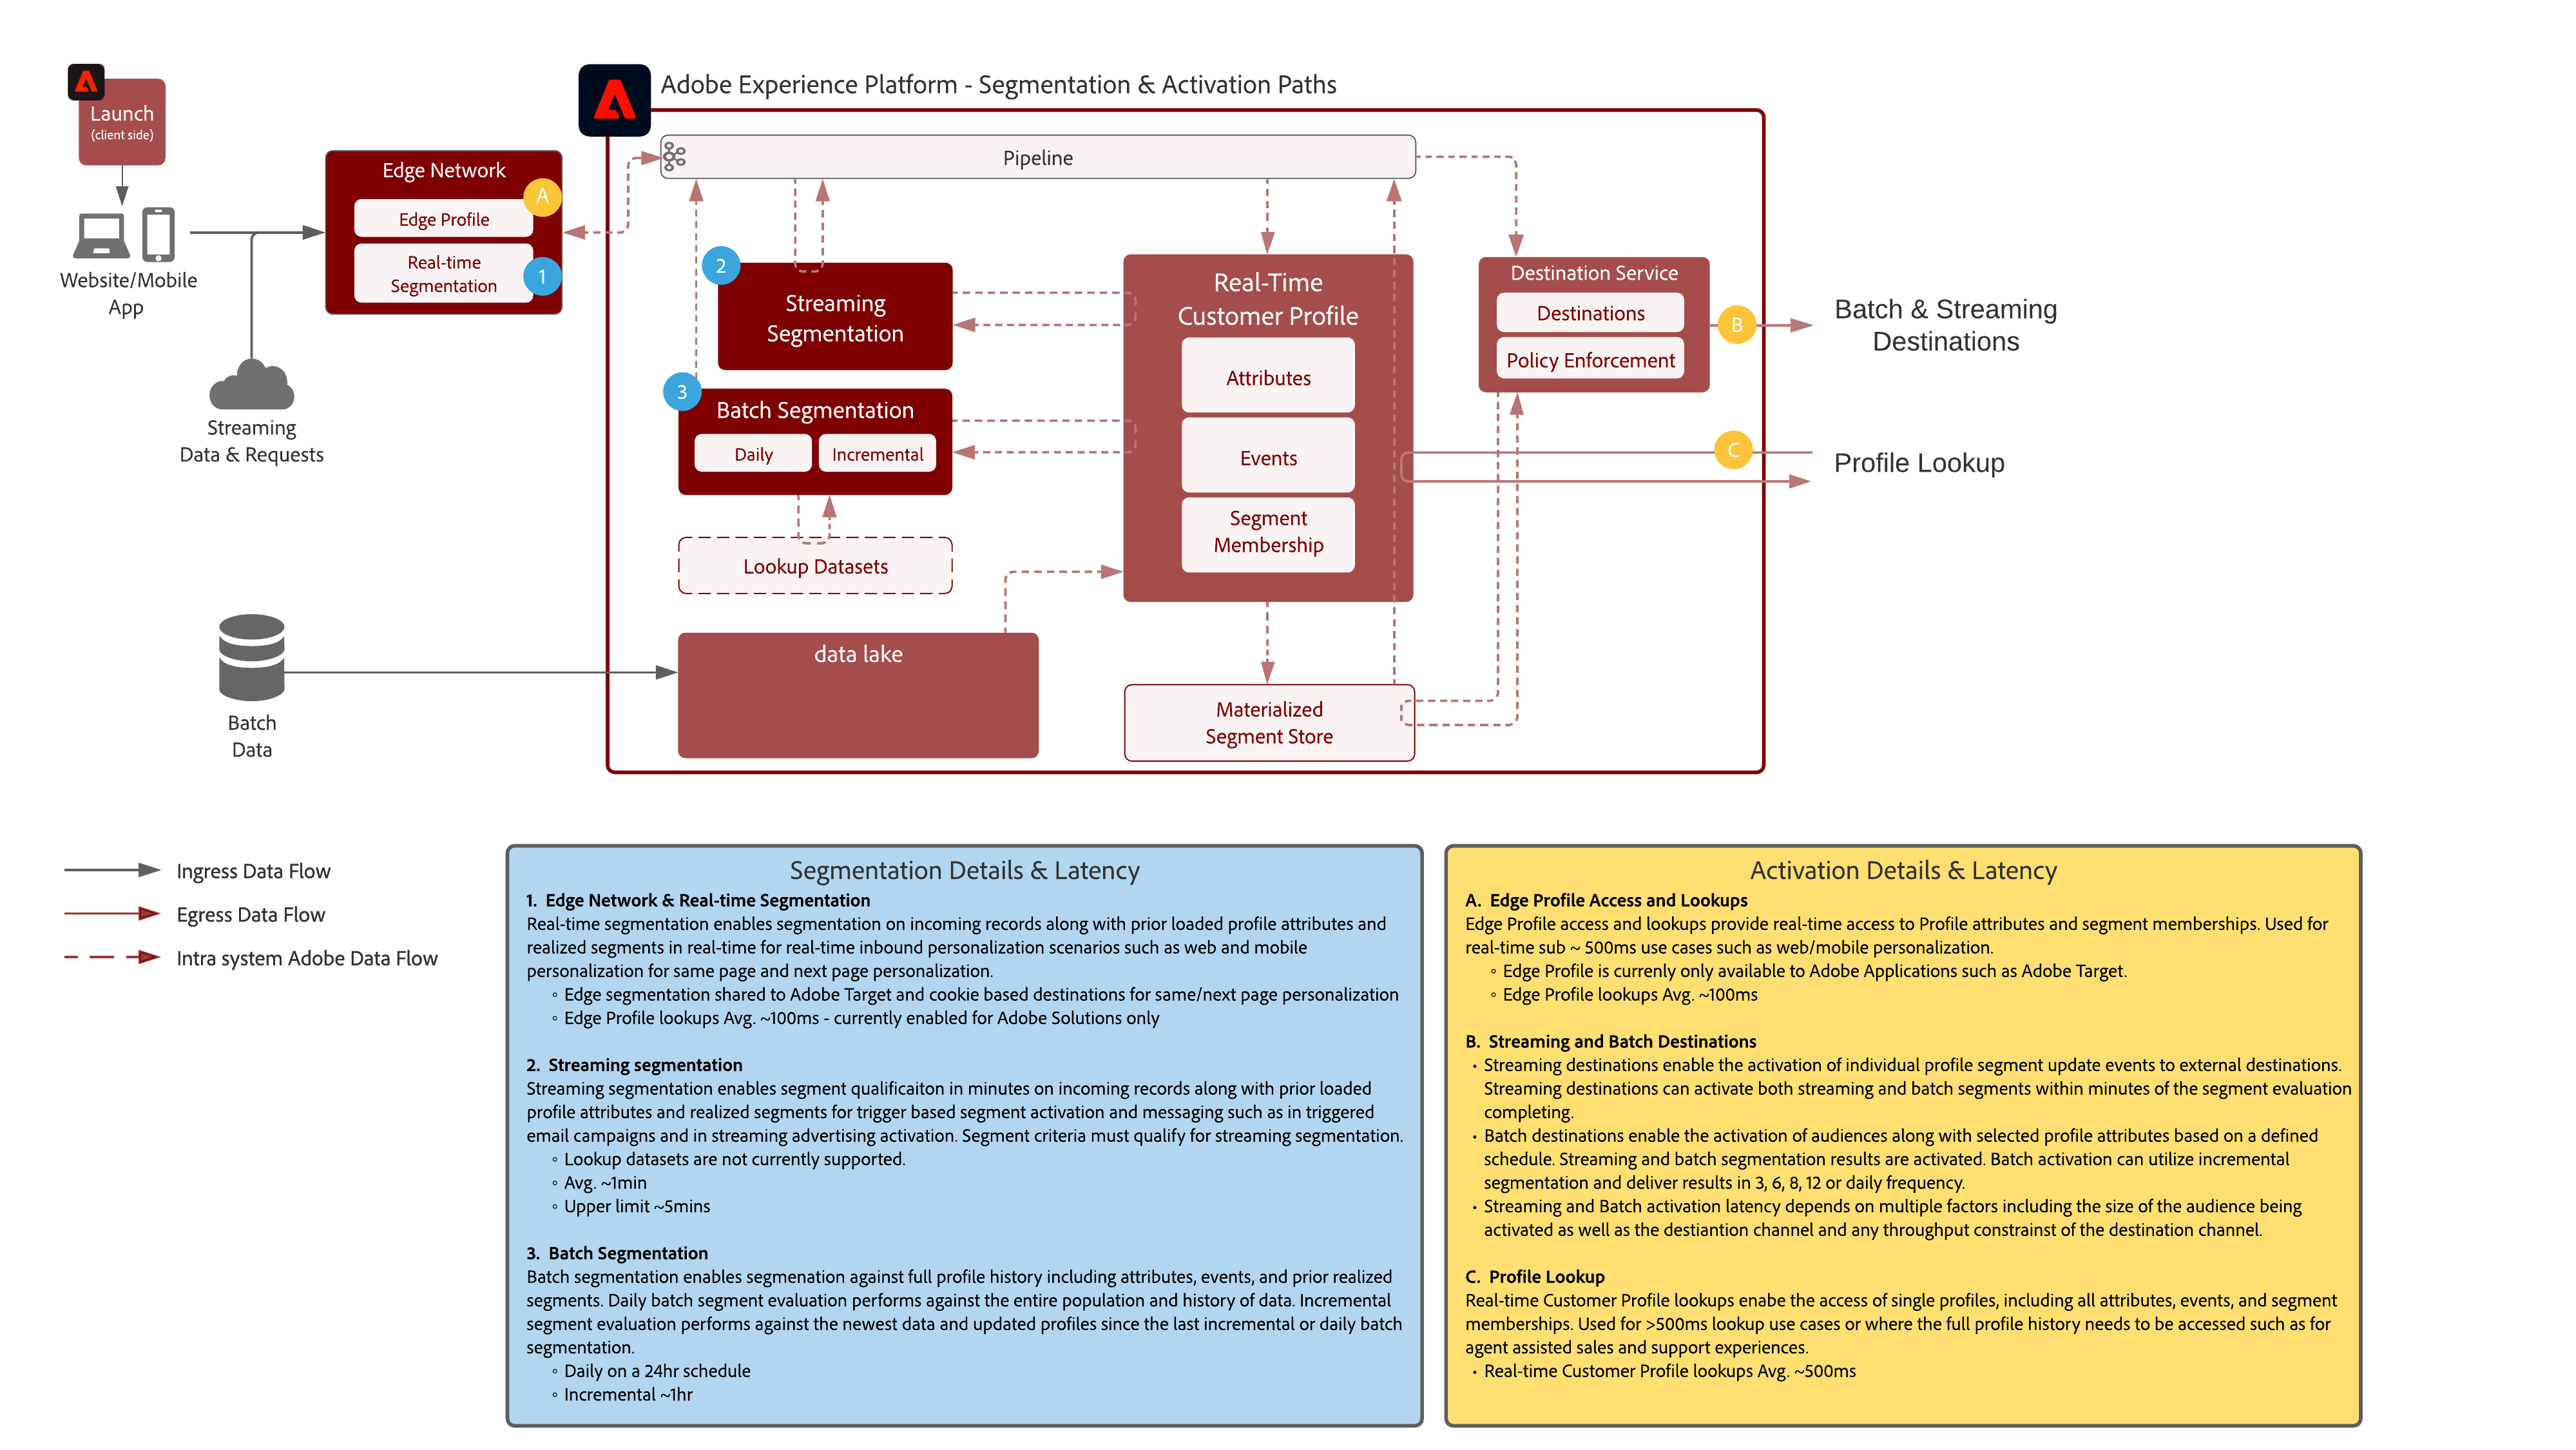 Adobe Experience Platform - Segmentation & Activation Paths
Launch
(client side)
Website/Mobile
App
Streaming
Data & Requests
Batch
Data
Edge Network
A
Edge Profile
Real-time
Segmentation
1
Pipeline
2
Streaming
Segmentation
3
Batch Segmentation
Daily
Incremental
Lookup Datasets
data lake
Real-Time
Customer Profile
Attributes
Events
Segment
Membership
Materialized
Segment Store
Destination Service
Destinations
Policy Enforcement
B
Batch & Streaming
Destinations
C
Profile Lookup
Ingress Data Flow
Egress Data Flow
Intra system Adobe Data Flow
Segmentation Details & Latency
1. Edge Network & Real-time Segmentation
Real-time segmentation enables segmentation on incoming records along with prior loaded profile attributes and
realized segments in real-time for real-time inbound personalization scenarios such as web and mobile
personalization for same page and next page personalization.
◦ Edge segmentation shared to Adobe Target and cookie based destinations for same/next page personalization
◦ Edge Profile lookups Avg. ~100ms - currently enabled for Adobe Solutions only
2. Streaming segmentation
Streaming segmentation enables segment qualificaiton in minutes on incoming records along with prior loaded
profile attributes and realized segments for trigger based segment activation and messaging such as in triggered
email campaigns and in streaming advertising activation. Segment criteria must qualify for streaming segmentation.
◦ Lookup datasets are not currently supported.
◦ Avg. ~1min
◦ Upper limit ~5mins
3. Batch Segmentation
Batch segmentation enables segmenation against full profile history including attributes, events, and prior realized
segments. Daily batch segment evaluation performs against the entire population and history of data. Incremental
segment evaluation performs against the newest data and updated profiles since the last incremental or daily batch
segmentation.
◦ Daily on a 24hr schedule
◦ Incremental ~1hr
Activation Details & Latency
A. Edge Profile Access and Lookups
Edge Profile access and lookups provide real-time access to Profile attributes and segment memberships. Used for
real-time sub ~ 500ms use cases such as web/mobile personalization.
◦ Edge Profile is currently only available to Adobe Applications such as Adobe Target.
◦ Edge Profile lookups Avg. ~100ms
B. Streaming and Batch Destinations
• Streaming destinations enable the activation of individual profile segment update events to external destinations.
Streaming destinations can activate both streaming and batch segments within minutes of the segment evaluation
completing.
• Batch destinations enable the activation of audiences along with selected profile attributes based on a defined
schedule. Streaming and batch segmentation results are activated. Batch activation can utilize incremental
segmentation and deliver results in 3, 6, 8, 12 or daily frequency.
• Streaming and Batch activation latency depends on multiple factors including the size of the audience being
activated as well as the destiantion channel and any throughput constrainst of the destination channel.
C. Profile Lookup
Real-time Customer Profile lookups enabe the access of single profiles, including all attributes, events, and segment
memberships. Used for >500ms lookup use cases or where the full profile history needs to be accessed such as for
agent assisted sales and support experiences.
• Real-time Customer Profile lookups Avg. ~500ms